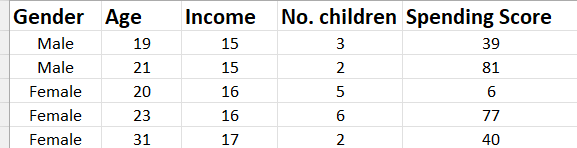 Gender Age Income No. children Spending Score
Male 19 15 3 39
Male 21 15 2 81
Female 20 16 5 6
Female 23 16 6 77
Female 31 17 2 40